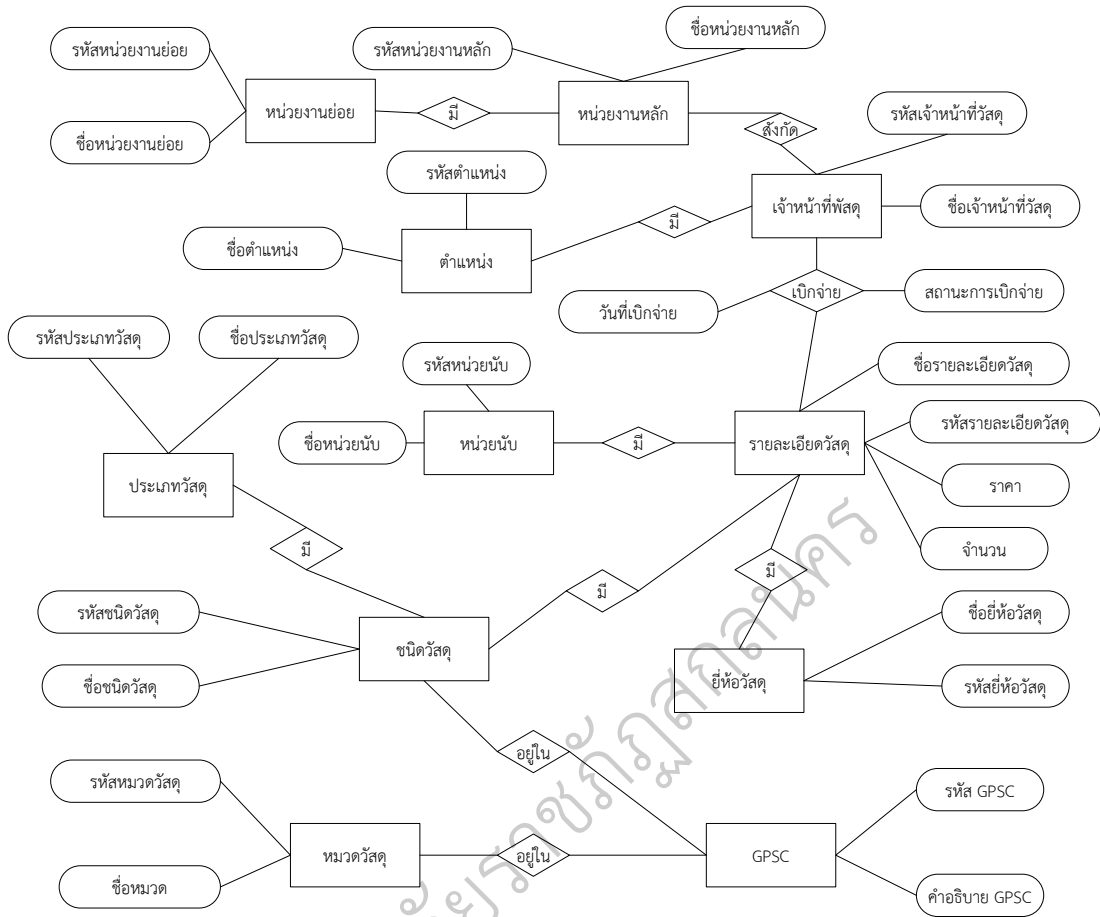 ชื่อหน่วยงานหลัก
รหัสหน่วยงานย่อย
รหัสหน่วยงานหลัก
หน่วยงานย่อย
มี
หน่วยงานหลัก
รหัสเจ้าหน้าที่วัสดุ
สังกัด
ชื่อหน่วยงานย่อย
รหัสตำแหน่ง
เจ้าหน้าที่พัสดุ
ชื่อเจ้าหน้าที่วัสดุ
มี
ชื่อตำแหน่ง
ตำแหน่ง
เบิกจ่าย
สถานะการเบิกจ่าย
วันที่เบิกจ่าย
รหัสประเภทวัสดุ
ชื่อประเภทวัสดุ
รหัสหน่วยนับ
ชื่อรายละเอียดวัสดุ
รหัสรายละเอียดวัสดุ
ชื่อหน่วยนับ
หน่วยนับ
มี
รายละเอียดวัสดุ
ประเภทวัสดุ
ราคา
มี
จำนวน
มี
มี
รหัสชนิดวัสดุ
ชื่อยี่ห้อวัสดุ
ชนิดวัสดุ
ยี่ห้อวัสดุ
ชื่อชนิดวัสดุ
รหัสยี่ห้อวัสดุ
อยู่ใน
รหัสหมวดวัสดุ
รหัส GPSC
หมวดวัสดุ
อยู่ใน
GPSC
ชื่อหมวด
คำอธิบาย GPSC